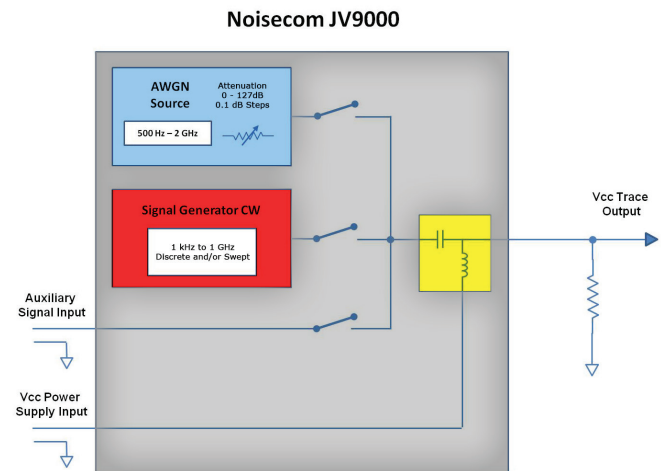 Noisecom JV9000
AWGN
Source
Attenuation
0 - 127dB
0.1 dB Steps
500 Hz – 2 GHz
Signal Generator CW
1 kHz to 1 GHz
Discrete and/or Swept
Vcc Trace
Output
Auxiliary
Signal Input
Vcc Power
Supply Input